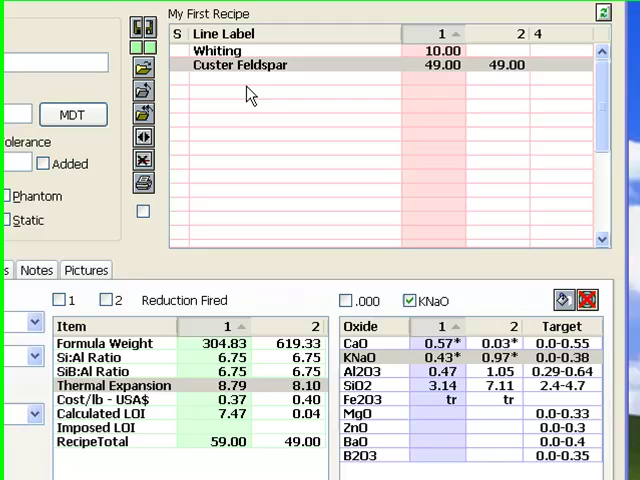 My First Recipe
S Line Label 1 2 4
Whiting 10.00
Custer Feldspar 49.00 49.00
MDT
olerance
Added
Phantom
Static
s Notes Pictures
1 2 Reduction Fired .000 KNaO
Item 1 2
Formula Weight 304.83 619.33
Si:Al Ratio 6.75 6.75
SiB:Al Ratio 6.75 6.75
Thermal Expansion 8.79 8.10
Cost/lb - USA$ 0.37 0.40
Calculated LOI 7.47 0.04
Imposed LOI
RecipeTotal 59.00 49.00
Oxide 1 2 Target
CaO 0.57* 0.03* 0.0-0.55
KNaO 0.43* 0.97* 0.0-0.38
Al2O3 0.47 1.05 0.29-0.64
SiO2 3.14 7.11 2.4-4.7
Fe2O3 tr tr
MgO 0.0-0.33
ZnO 0.0-0.3
BaO 0.0-0.4
B2O3 0.0-0.35